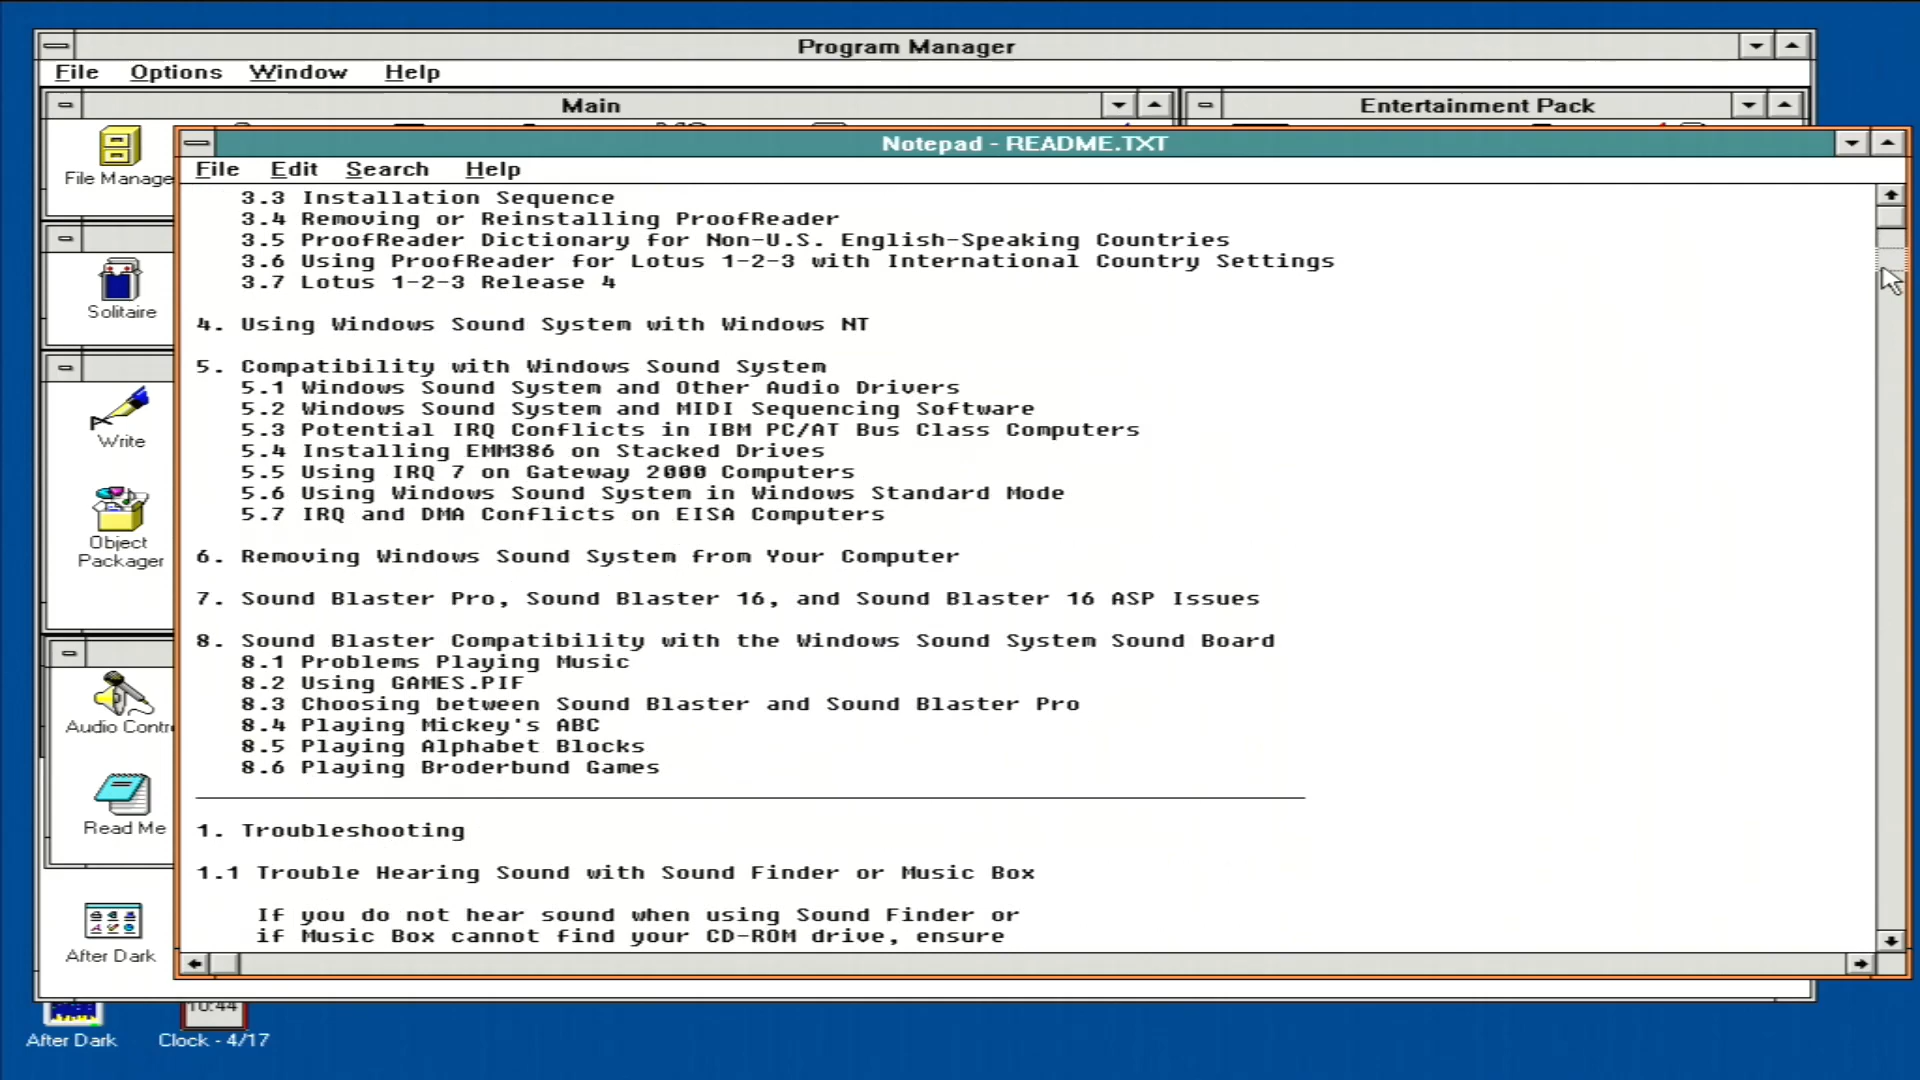 Program Manager
File Options Window Help
Main
Entertainment Pack
File Manage
Notepad - README.TXT
File Edit Search Help
3.3 Installation Sequence
3.4 Removing or Reinstalling ProofReader
3.5 ProofReader Dictionary for Non-U.S. English-Speaking Countries
3.6 Using ProofReader for Lotus 1-2-3 with International Country Settings
3.7 Lotus 1-2-3 Release 4
4. Using Windows Sound System with Windows NT
5. Compatibility with Windows Sound System
5.1 Windows Sound System and Other Audio Drivers
5.2 Windows Sound System and MIDI Sequencing Software
5.3 Potential IRQ Conflicts in IBM PC/AT Bus Class Computers
5.4 Installing EMM386 on Stacked Drives
5.5 Using IRQ 7 on Gateway 2000 Computers
5.6 Using Windows Sound System in Windows Standard Mode
5.7 IRQ and DMA Conflicts on EISA Computers
6. Removing Windows Sound System from Your Computer
7. Sound Blaster Pro, Sound Blaster 16, and Sound Blaster 16 ASP Issues
8. Sound Blaster Compatibility with the Windows Sound System Sound Board
8.1 Problems Playing Music
8.2 Using GAMES.PIF
8.3 Choosing between Sound Blaster and Sound Blaster Pro
8.4 Playing Mickey's ABC
8.5 Playing Alphabet Blocks
8.6 Playing Broderbund Games
1. Troubleshooting
1.1 Trouble Hearing Sound with Sound Finder or Music Box
If you do not hear sound when using Sound Finder or
if Music Box cannot find your CD-ROM drive, ensure
Solitaire
Write
Object
Packager
Audio Contr
Read Me
After Dark
After Dark
10:44
Clock - 4/17